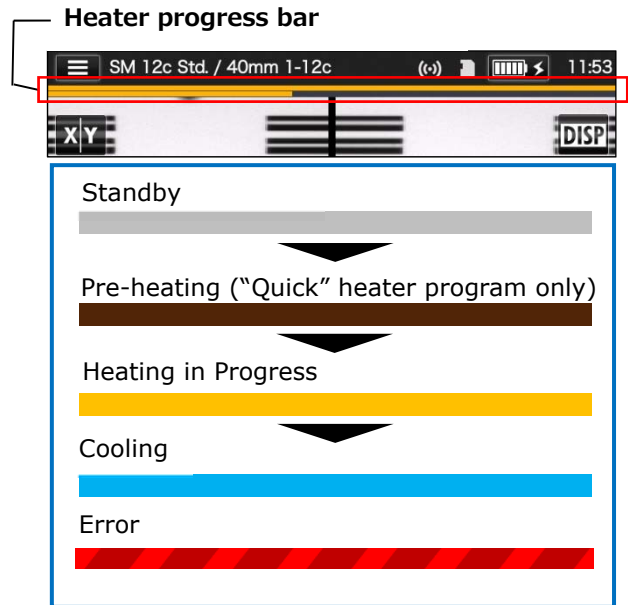 Heater progress bar
SM 12c Std. / 40mm 1-12c 11:53
X Y DISP
Standby
Pre-heating (“Quick” heater program only)
Heating in Progress
Cooling
Error